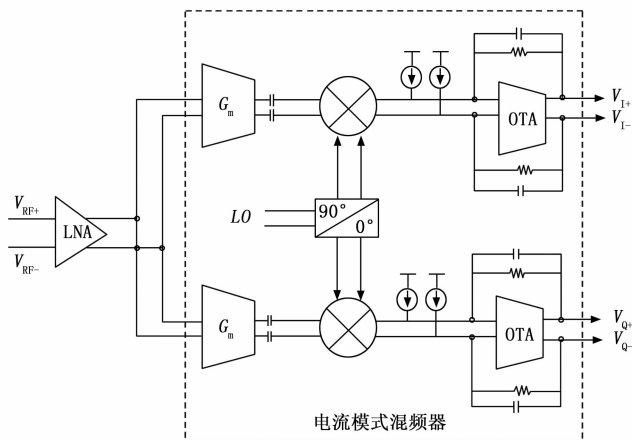 G_m
OTA
V_I+
V_I−
V_RF+
LNA
V_RF−
LO
90°
0°
G_m
OTA
V_Q+
V_Q−
电流模式混频器